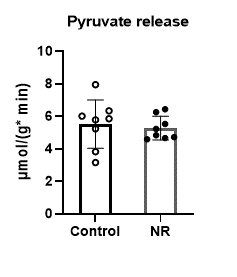 Pyruvate release
µmol/(g* min)
10
8
6
4
2
0
Control NR